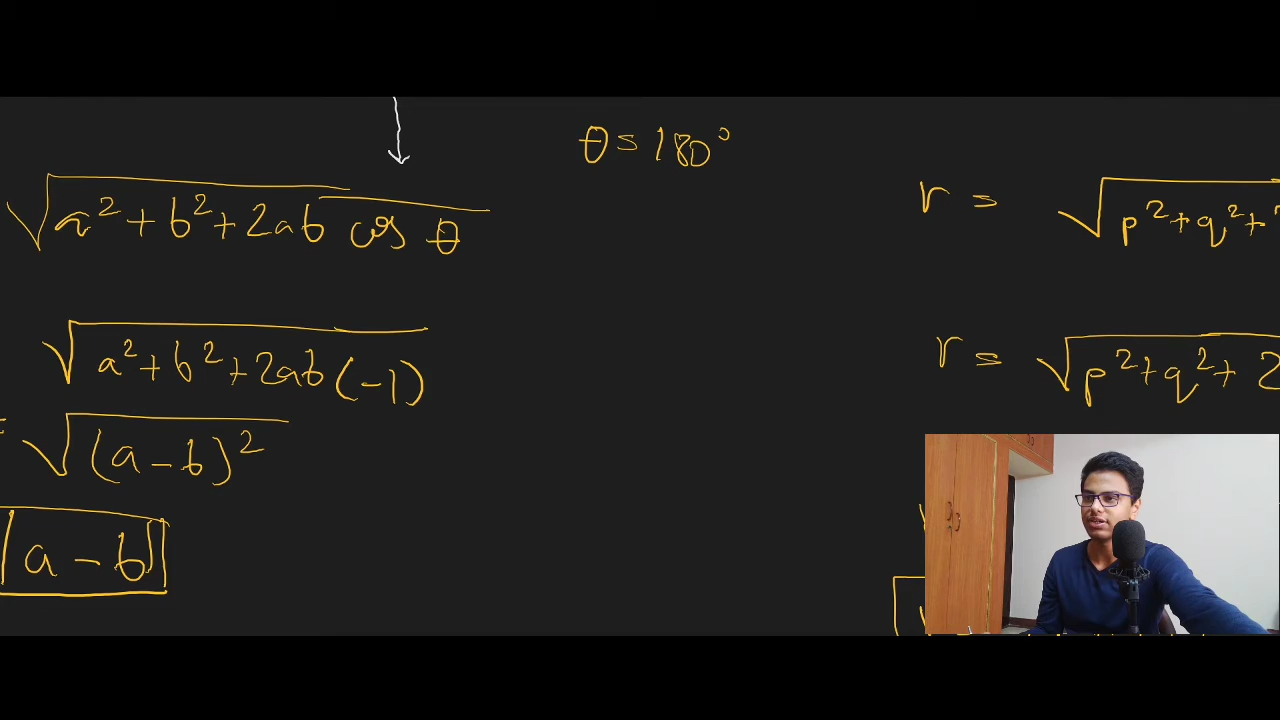 θ = 180°
√(a² + b² + 2ab cos θ)
√(a² + b² + 2ab (-1))
= √((a - b)²)
|a - b|
r = √(p² + q² +
r = √(p² + q² + 2